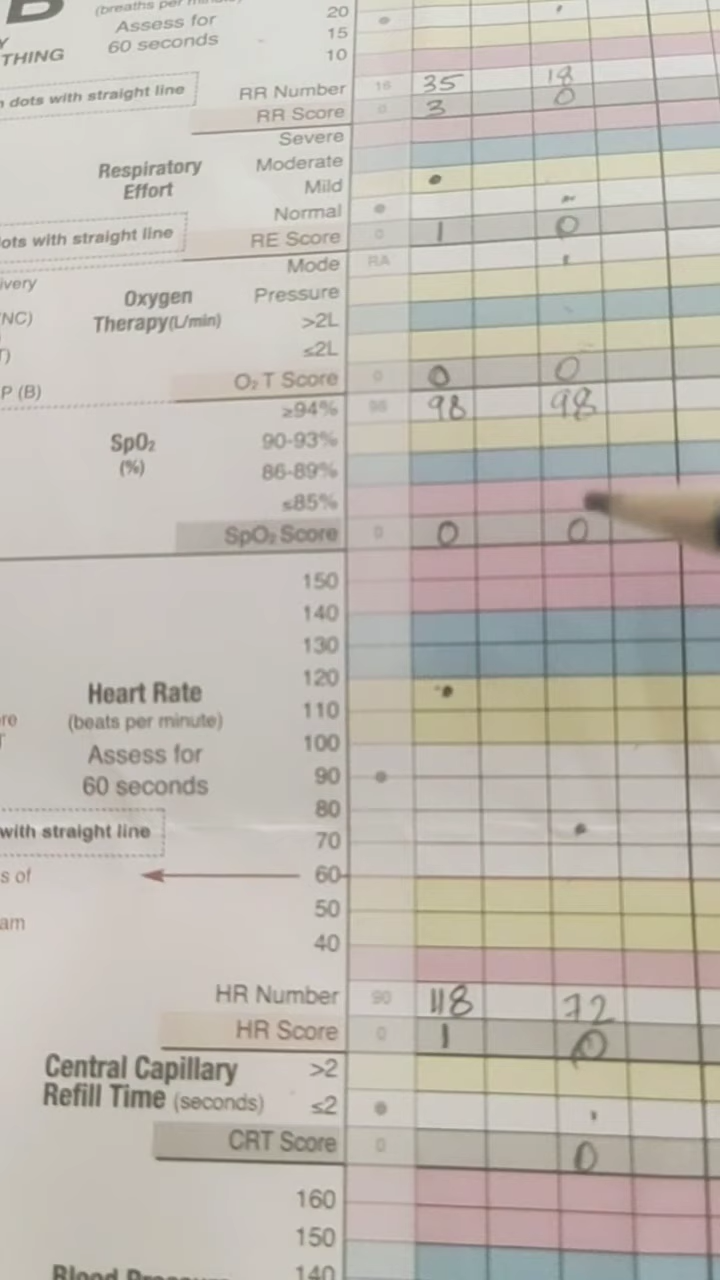 B (breaths per minute) 20
Assess for 15
60 seconds 10
THING
dots with straight line RR Number 16 35 18
RR Score 0 3 0
Severe
Respiratory Moderate
Effort Mild
Normal
dots with straight line RE Score 0 1 0
Mode RA
Oxygen Pressure
(NC) Therapy(L/min) >2L
≤2L
P (B) O₂T Score 0 0 0
≥94% 98 98 98
SpO₂ 90-93%
(%) 86-89%
≤85%
SpO₂ Score 0 0 0
150
140
130
Heart Rate 120
(beats per minute) 110
Assess for 100
60 seconds 90
80
with straight line 70
s of 60
am 50
40
HR Number 90 118 72
HR Score 0 1 0
Central Capillary >2
Refill Time (seconds) ≤2
CRT Score 0 0
160
150
140